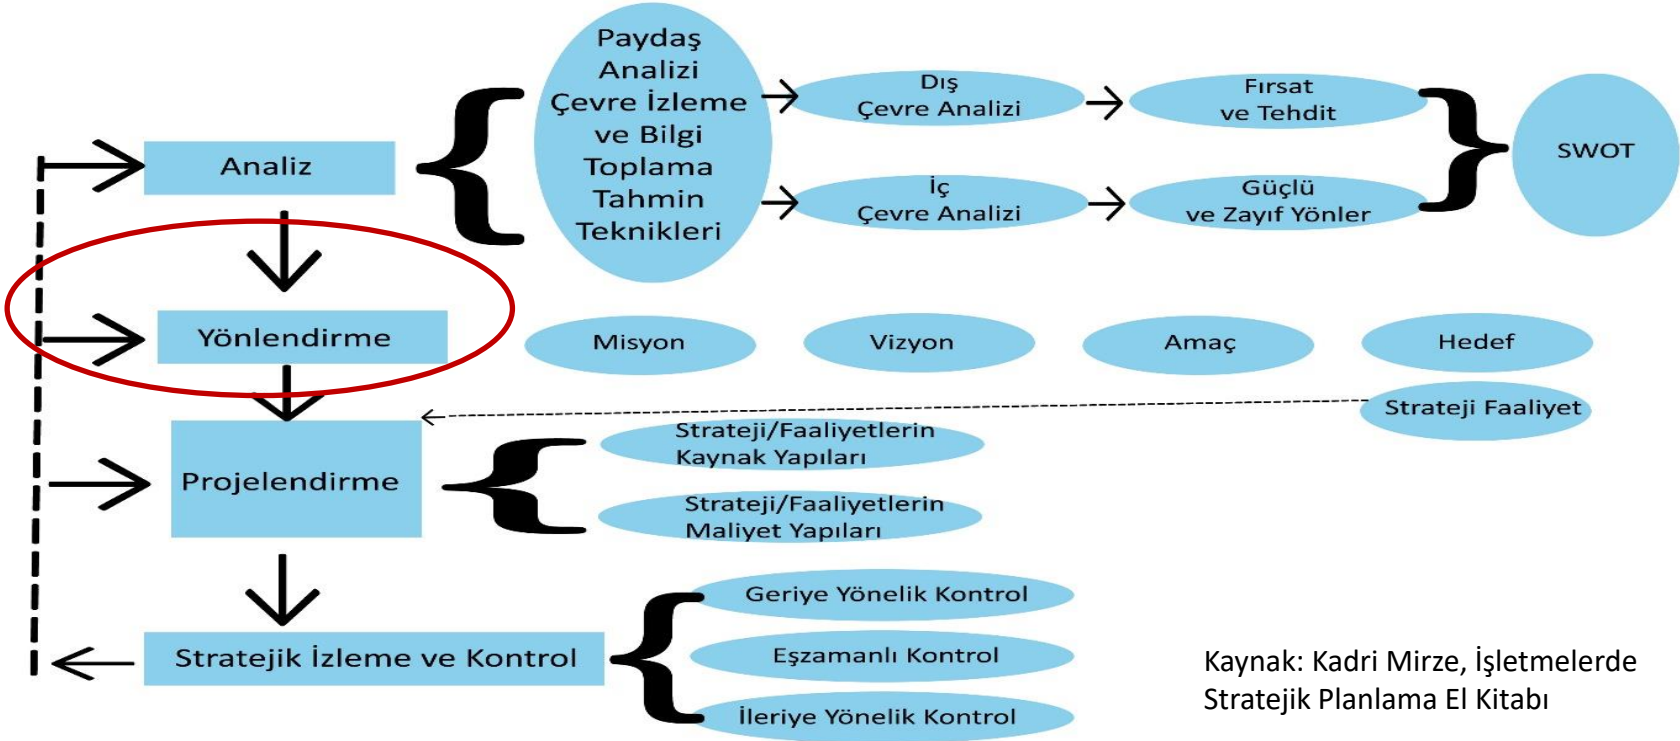 Paydaş
Analizi
Çevre İzleme
ve Bilgi
Toplama
Tahmin
Teknikleri
Dış
Çevre Analizi
Fırsat
ve Tehdit
SWOT
Analiz
İç
Çevre Analizi
Güçlü
ve Zayıf Yönler
Yönlendirme
Misyon
Vizyon
Amaç
Hedef
Strateji Faaliyet
Projelendirme
Strateji/Faaliyetlerin
Kaynak Yapıları
Strateji/Faaliyetlerin
Maliyet Yapıları
Stratejik İzleme ve Kontrol
Geriye Yönelik Kontrol
Eşzamanlı Kontrol
İleriye Yönelik Kontrol
Kaynak: Kadri Mirze, İşletmelerde
Stratejik Planlama El Kitabı